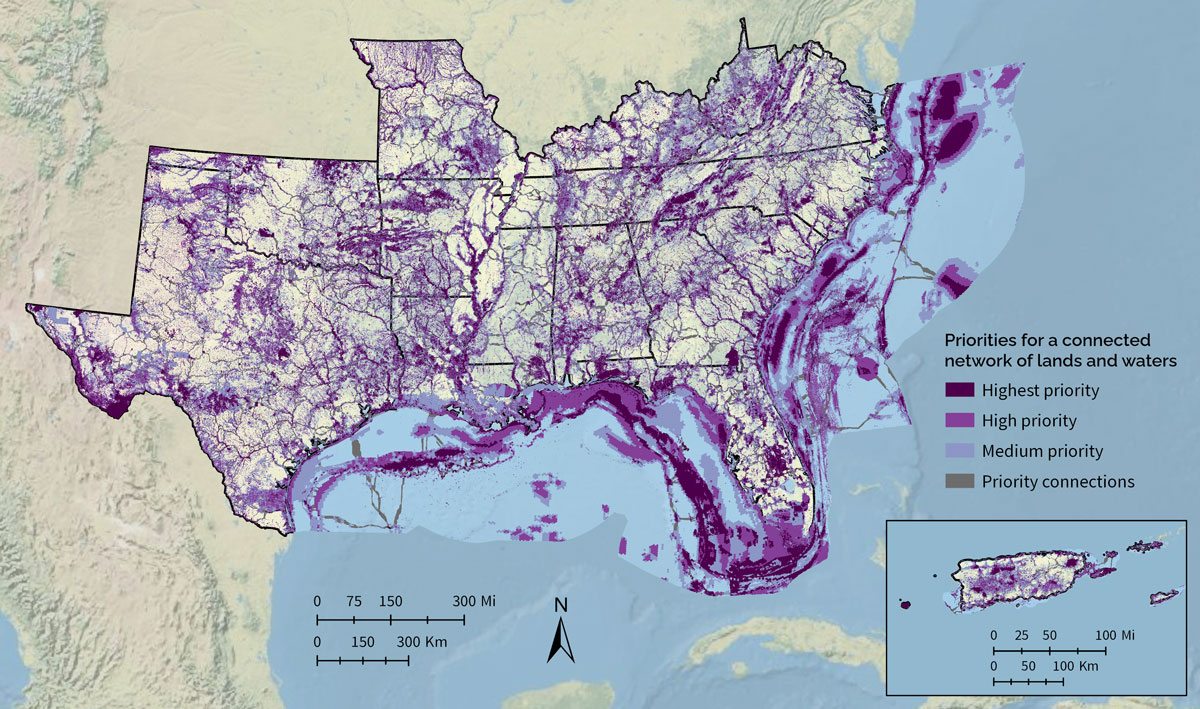 Priorities for a connected
network of lands and waters
Highest priority
High priority
Medium priority
Priority connections
0 75 150 300 Mi
0 150 300 Km
N
0 25 50 100 Mi
0 50 100 Km